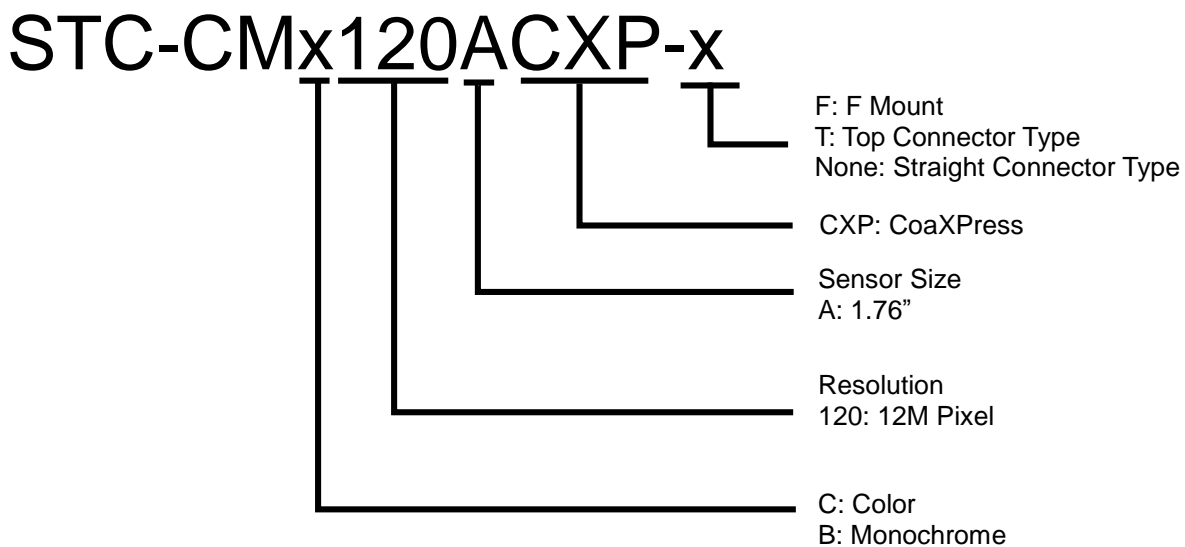 STC-CMx120ACXP-x
F: F Mount
T: Top Connector Type
None: Straight Connector Type
CXP: CoaXPress
Sensor Size
A: 1.76”
Resolution
120: 12M Pixel
C: Color
B: Monochrome